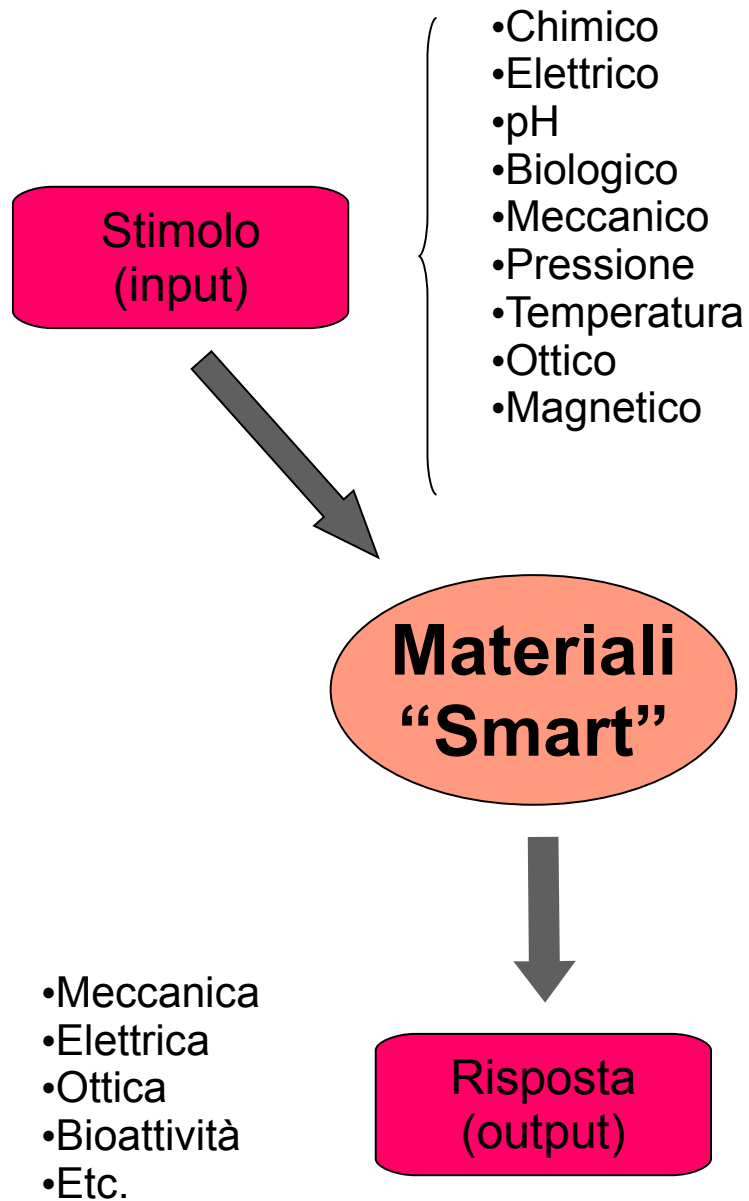 •Chimico
•Elettrico
•pH
•Biologico
•Meccanico
•Pressione
•Temperatura
•Ottico
•Magnetico
Stimolo
(input)
Materiali
“Smart”
•Meccanica
•Elettrica
•Ottica
•Bioattività
•Etc.
Risposta
(output)